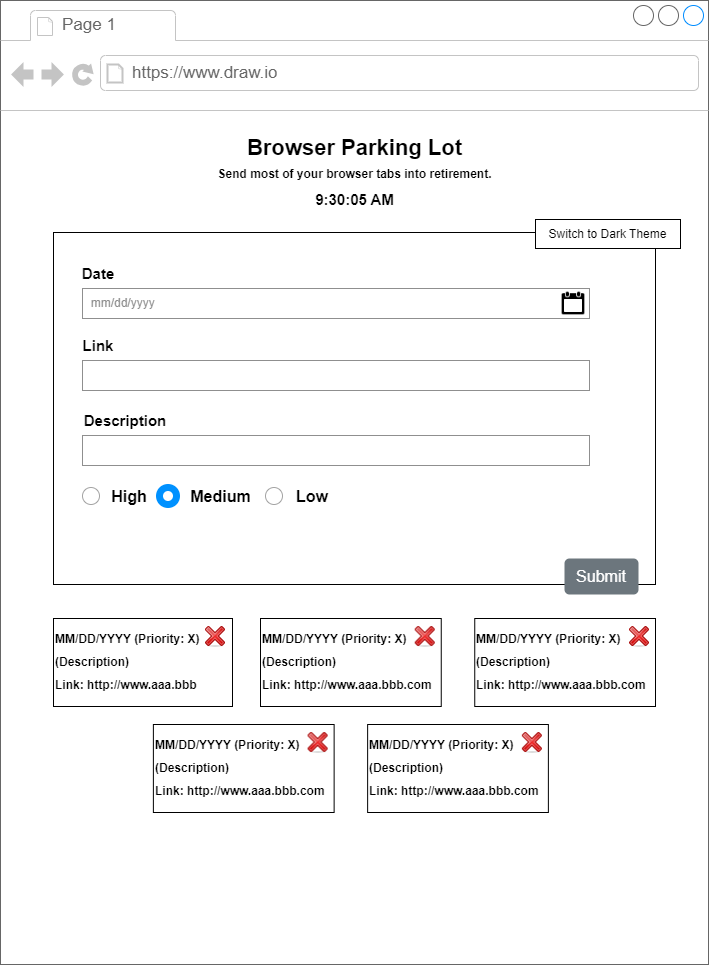 Page 1
https://www.draw.io
Browser Parking Lot
Send most of your browser tabs into retirement.
9:30:05 AM
Switch to Dark Theme
Date
mm/dd/yyyy
Link
Description
High Medium Low
Submit
MM/DD/YYYY (Priority: X)
(Description)
Link: http://www.aaa.bbb
MM/DD/YYYY (Priority: X)
(Description)
Link: http://www.aaa.bbb.com
MM/DD/YYYY (Priority: X)
(Description)
Link: http://www.aaa.bbb.com
MM/DD/YYYY (Priority: X)
(Description)
Link: http://www.aaa.bbb.com
MM/DD/YYYY (Priority: X)
(Description)
Link: http://www.aaa.bbb.com